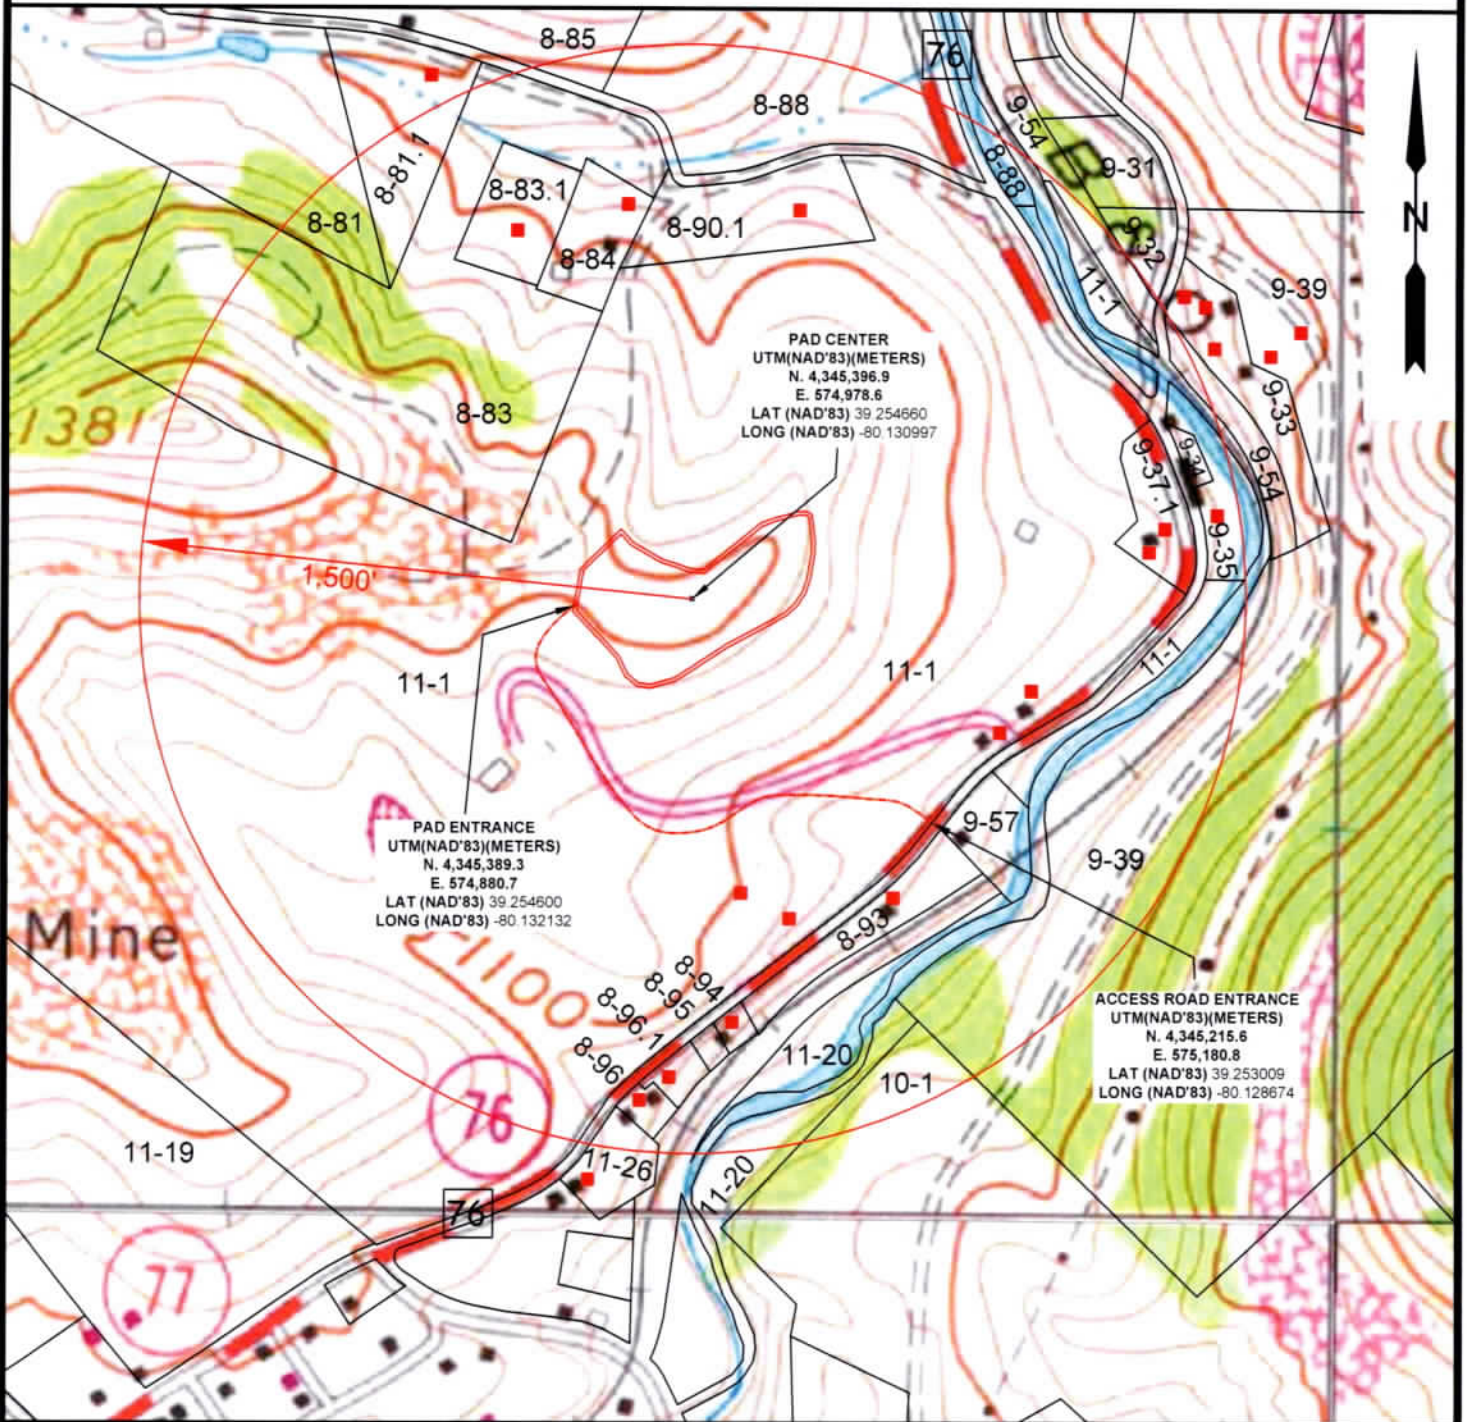 8-85
76
8-88
9-54
8-88
9-31
8-81.1
8-83.1
8-81
8-90.1
8-84
9-32
11-1
9-39
N
PAD CENTER
UTM(NAD'83)(METERS)
N. 4,345,396.9
E. 574,978.6
LAT (NAD'83) 39.254660
LONG (NAD'83) -80.130997
8-83
1381
9-33
9-37.1
9-34
9-54
9-35
1,500'
11-1
11-1
11-1
PAD ENTRANCE
UTM(NAD'83)(METERS)
N. 4,345,389.3
E. 574,880.7
LAT (NAD'83) 39.254600
LONG (NAD'83) -80.132132
9-57
9-39
Mine
1100
8-93
8-94
8-95
8-96.1
8-96
ACCESS ROAD ENTRANCE
UTM(NAD'83)(METERS)
N. 4,345,215.6
E. 575,180.8
LAT (NAD'83) 39.253009
LONG (NAD'83) -80.128674
11-20
10-1
76
11-19
11-26
11-20
76
77